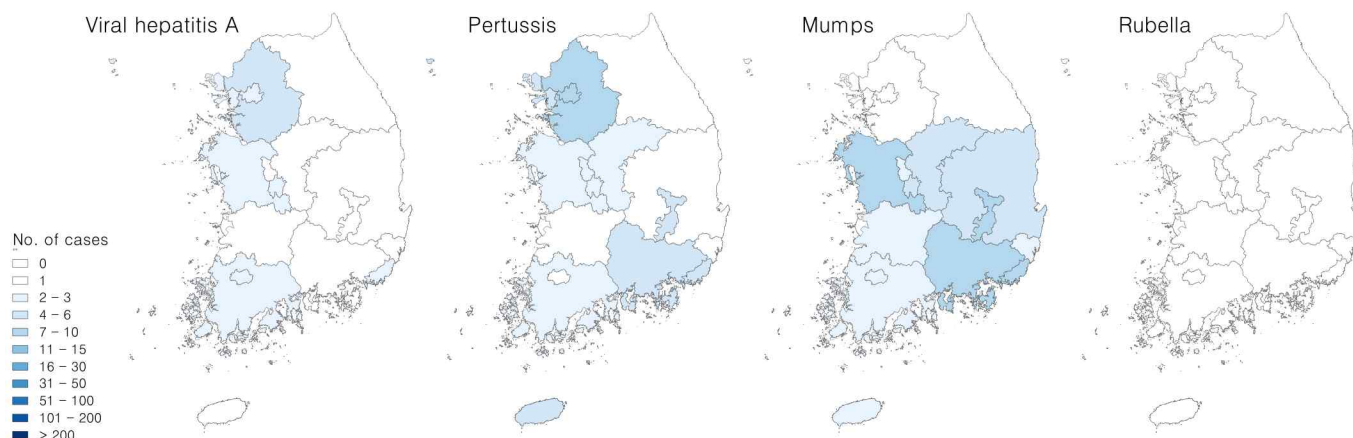 Viral hepatitis A
Pertussis
Mumps
Rubella
No. of cases
0
1
2 – 3
4 – 6
7 – 10
11 – 15
16 – 30
31 – 50
51 – 100
101 – 200
> 200